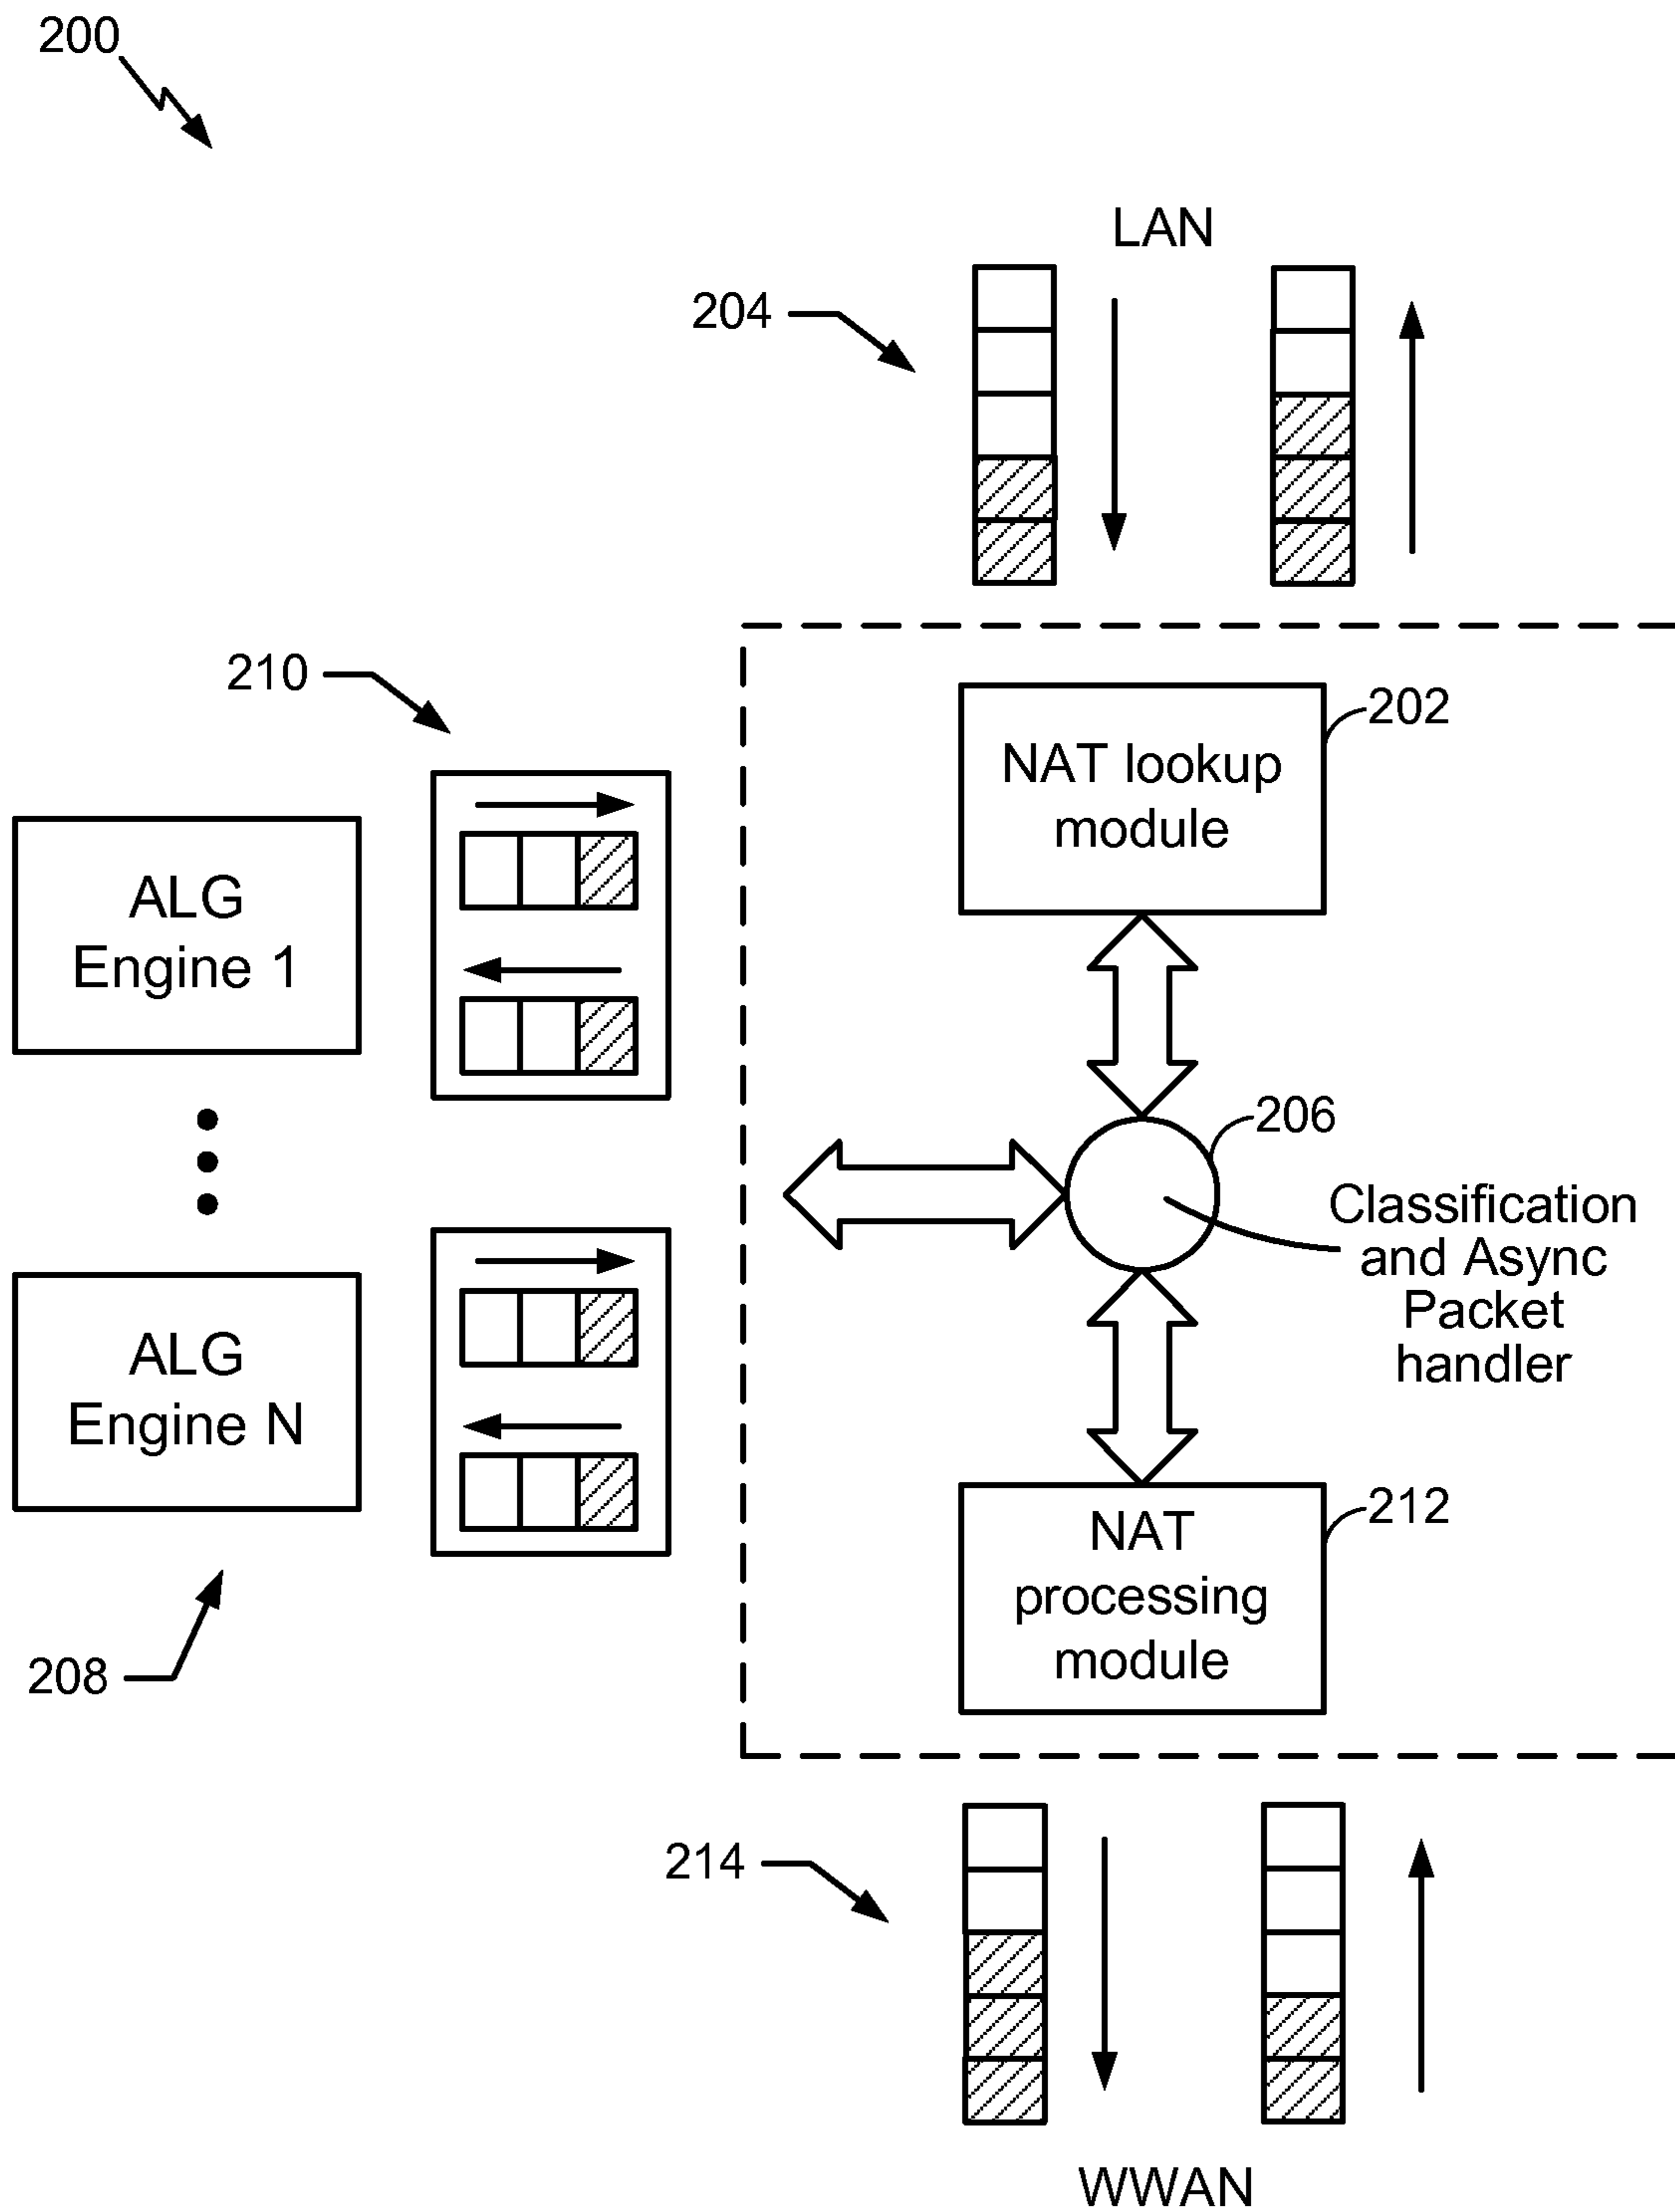 200
LAN
204
210
202
NAT lookup
module
ALG
Engine 1
206
Classification
and Async
Packet
handler
ALG
Engine N
212
NAT
processing
module
208
214
WWAN